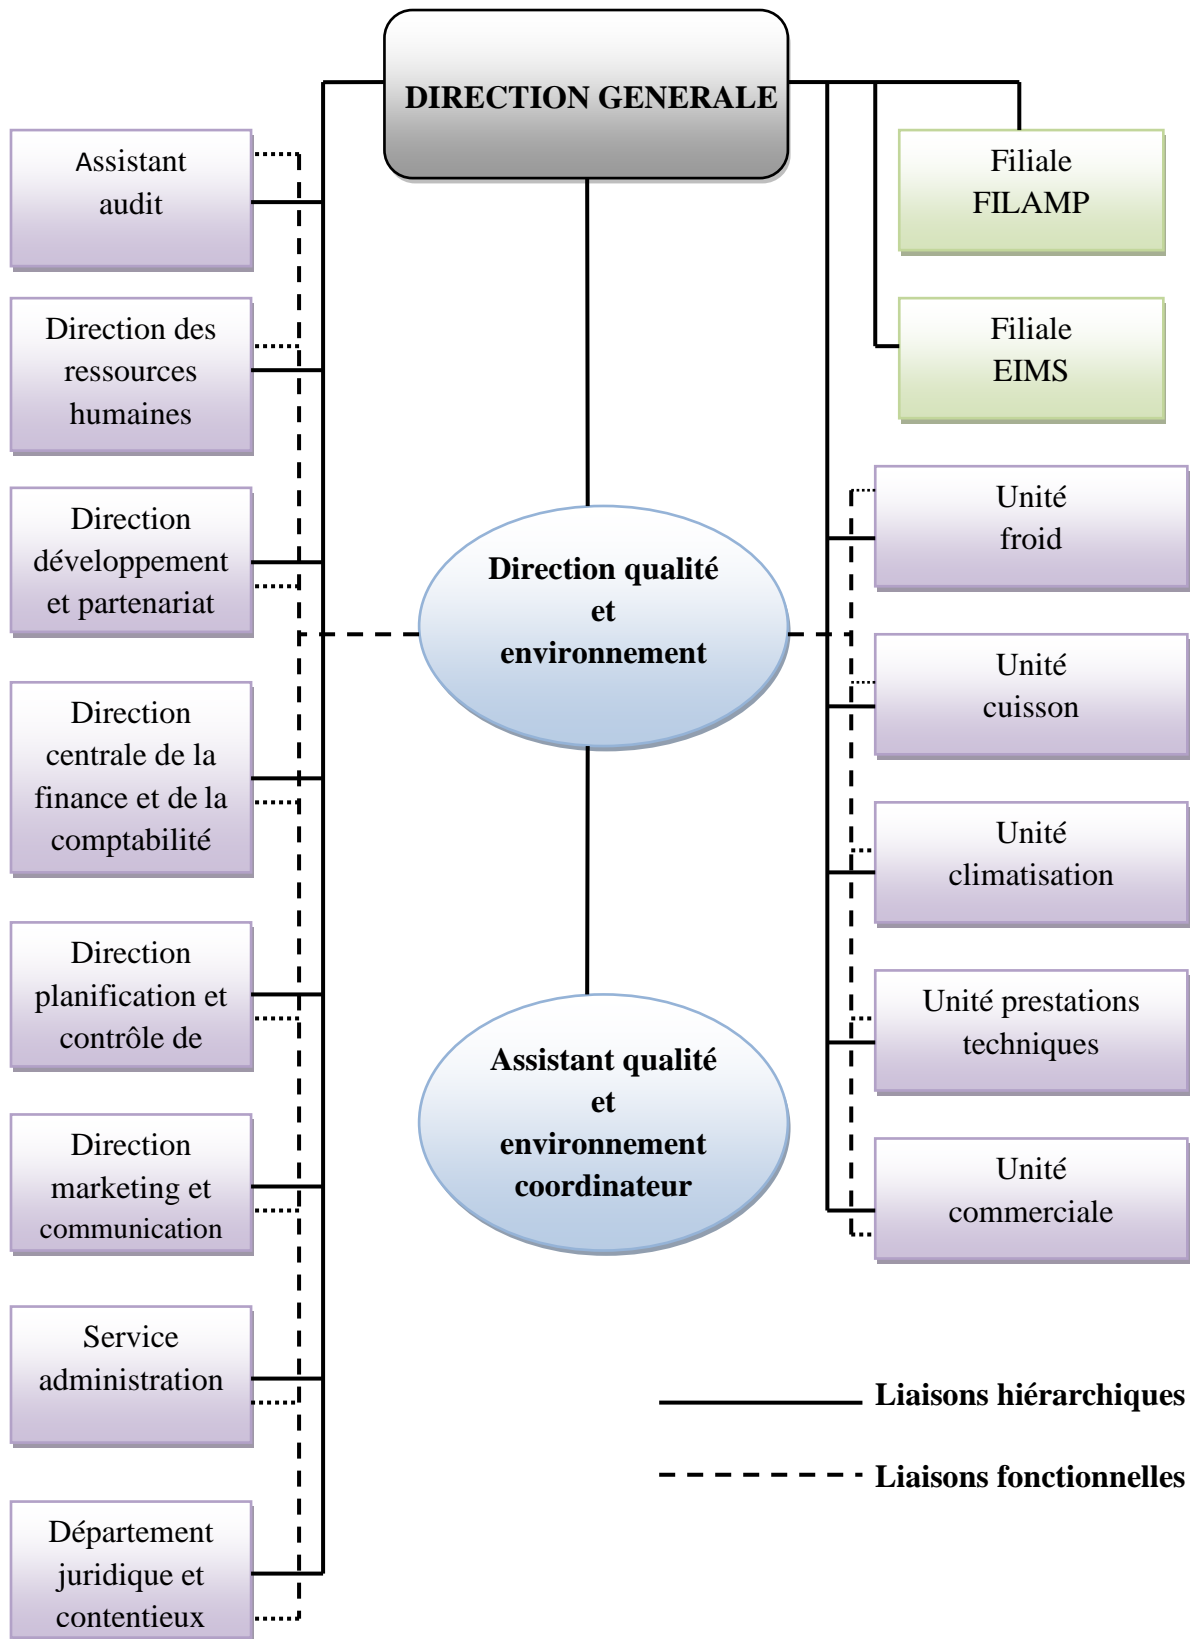 DIRECTION GENERALE
Assistant
audit
Direction des
ressources
humaines
Direction
développement
et partenariat
Direction
centrale de la
finance et de la
comptabilité
Direction
planification et
contrôle de
Direction
marketing et
communication
Service
administration
Département
juridique et
contentieux
Direction qualité
et
environnement
Assistant qualité
et
environnement
coordinateur
Filiale
FILAMP
Filiale
EIMS
Unité
froid
Unité
cuisson
Unité
climatisation
Unité prestations
techniques
Unité
commerciale
Liaisons hiérarchiques
Liaisons fonctionnelles